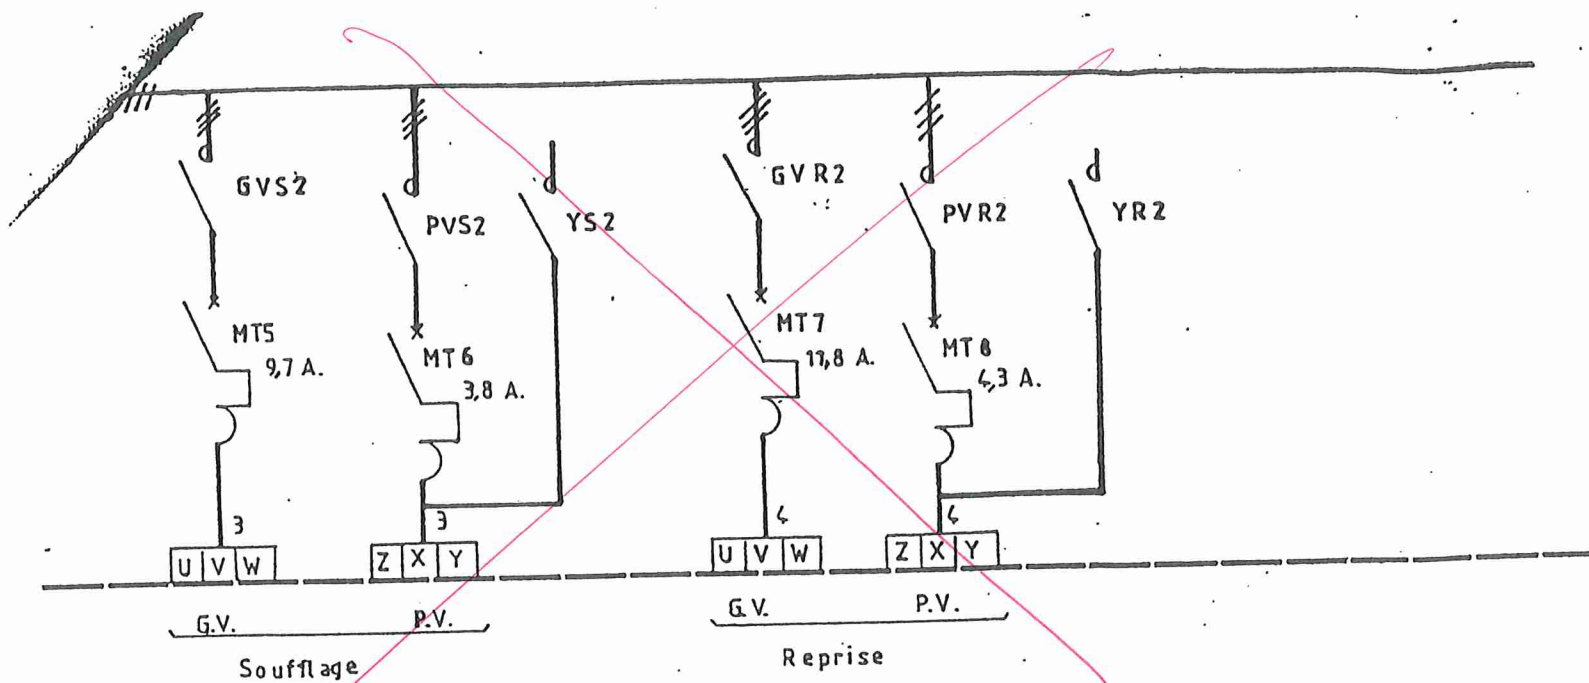 GVS2
PVS2
YS2
GVR2
PVR2
YR2
MT5
9,7 A.
MT6
3,8 A.
MT7
11,8 A.
MT8
4,3 A.
3
3
4
4
U V W
Z X Y
U V W
Z X Y
G.V.
P.V.
G.V.
P.V.
Soufflage
Reprise